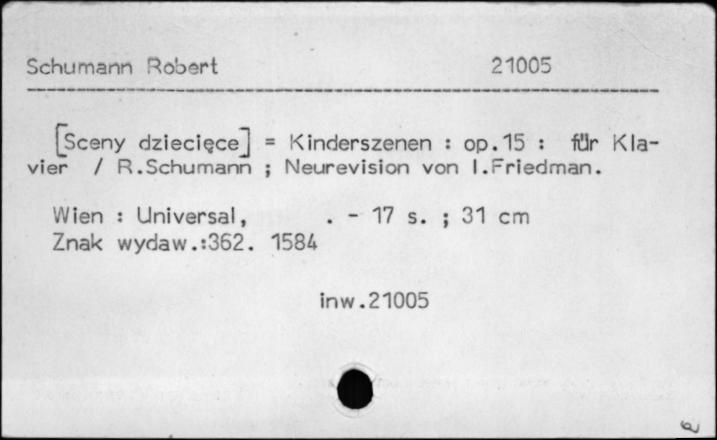 Schumann Robert 21005
[Sceny dziecięce] = Kinderszenen : op.15 : für Kla-
vier / R.Schumann ; Neurevision von I.Friedman.
Wien : Universal, . - 17 s. ; 31 cm
Znak wydaw.:362. 1584
inw.21005